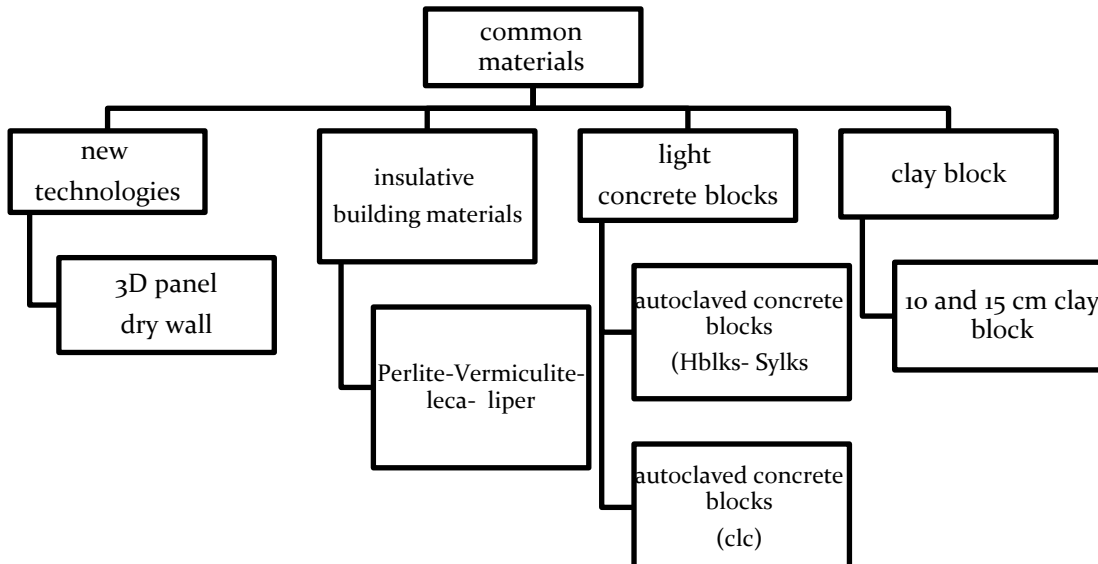 common
materials
new
technologies
insulative
building materials
light
concrete blocks
clay block
3D panel
dry wall
Perlite-Vermiculite-
leca- liper
autoclaved concrete
blocks
(Hblks- Sylks
autoclaved concrete
blocks
(clc)
10 and 15 cm clay
block